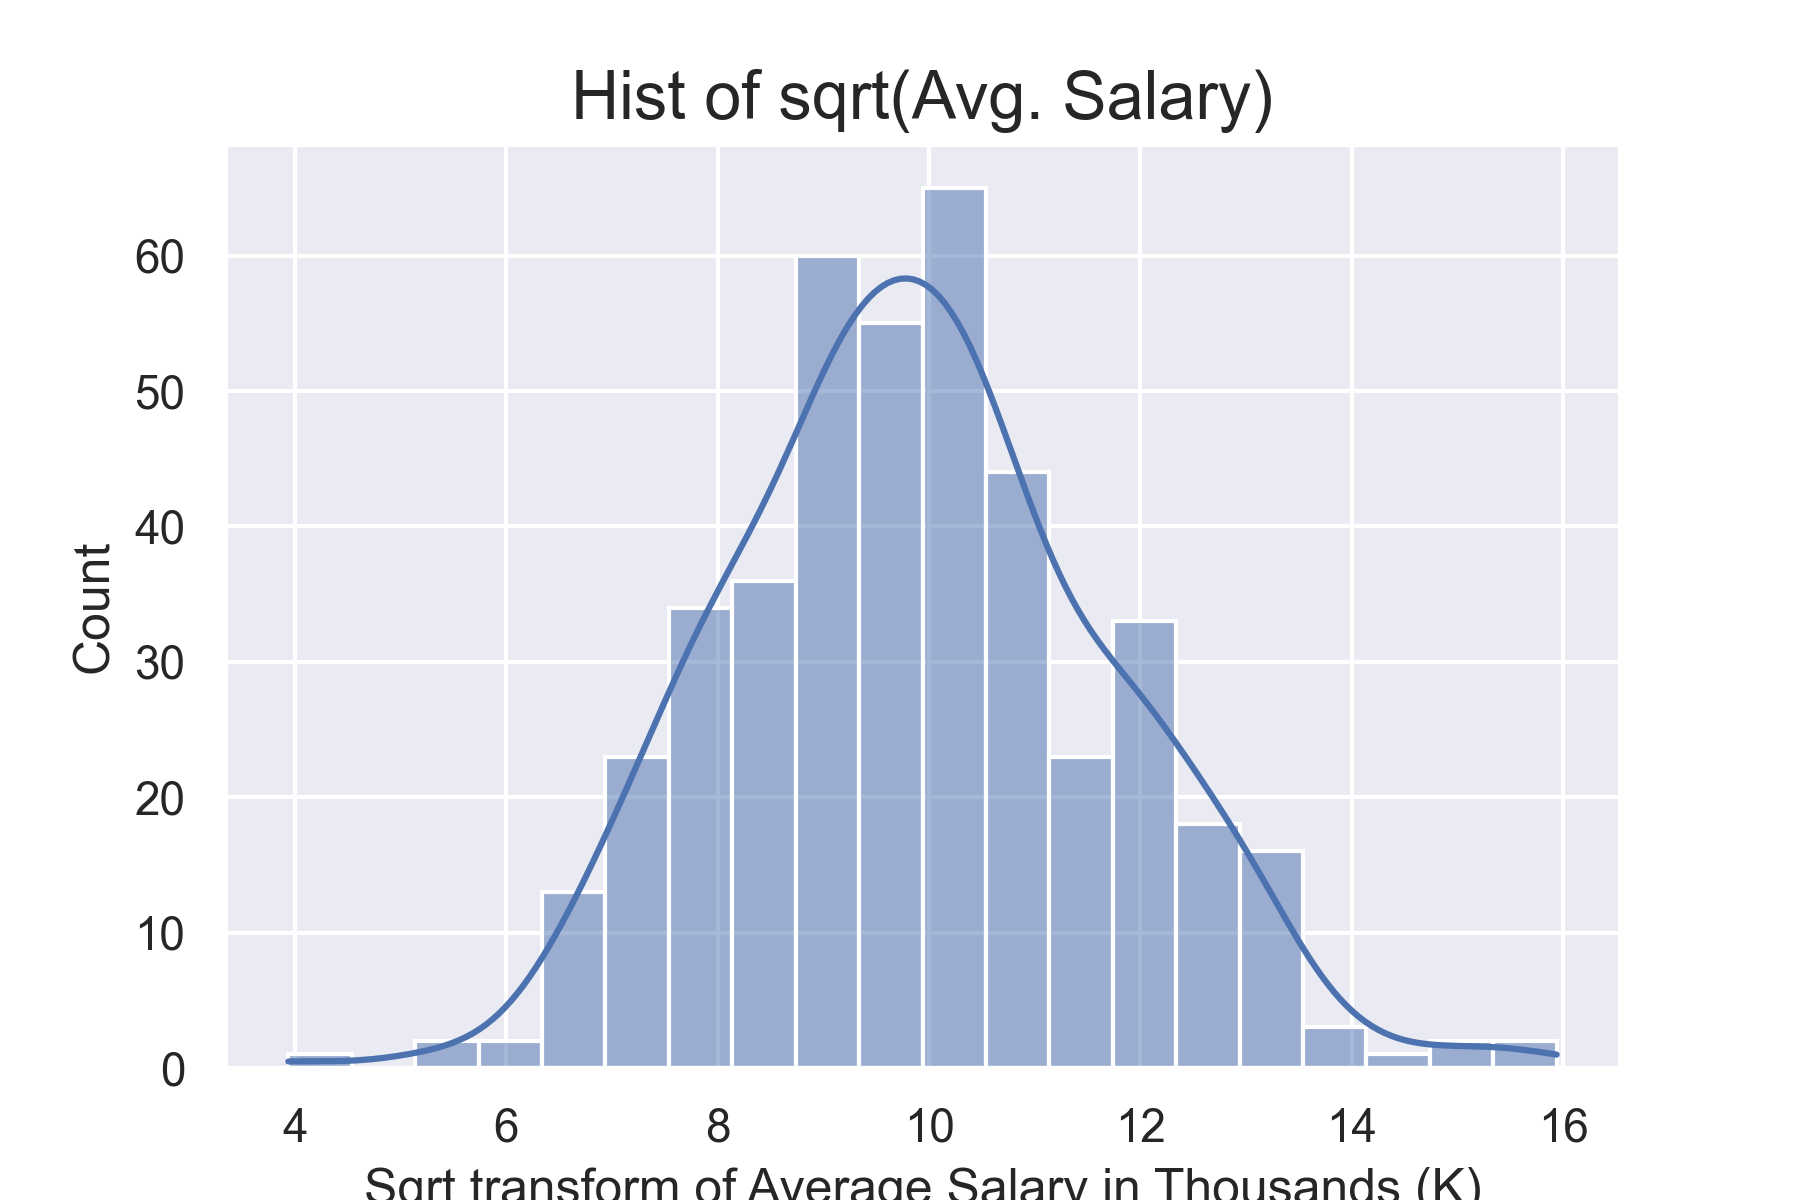 Hist of sqrt(Avg. Salary)
Count
60
50
40
30
20
10
0
4 6 8 10 12 14 16
Sqrt transform of Average Salary in Thousands (K)